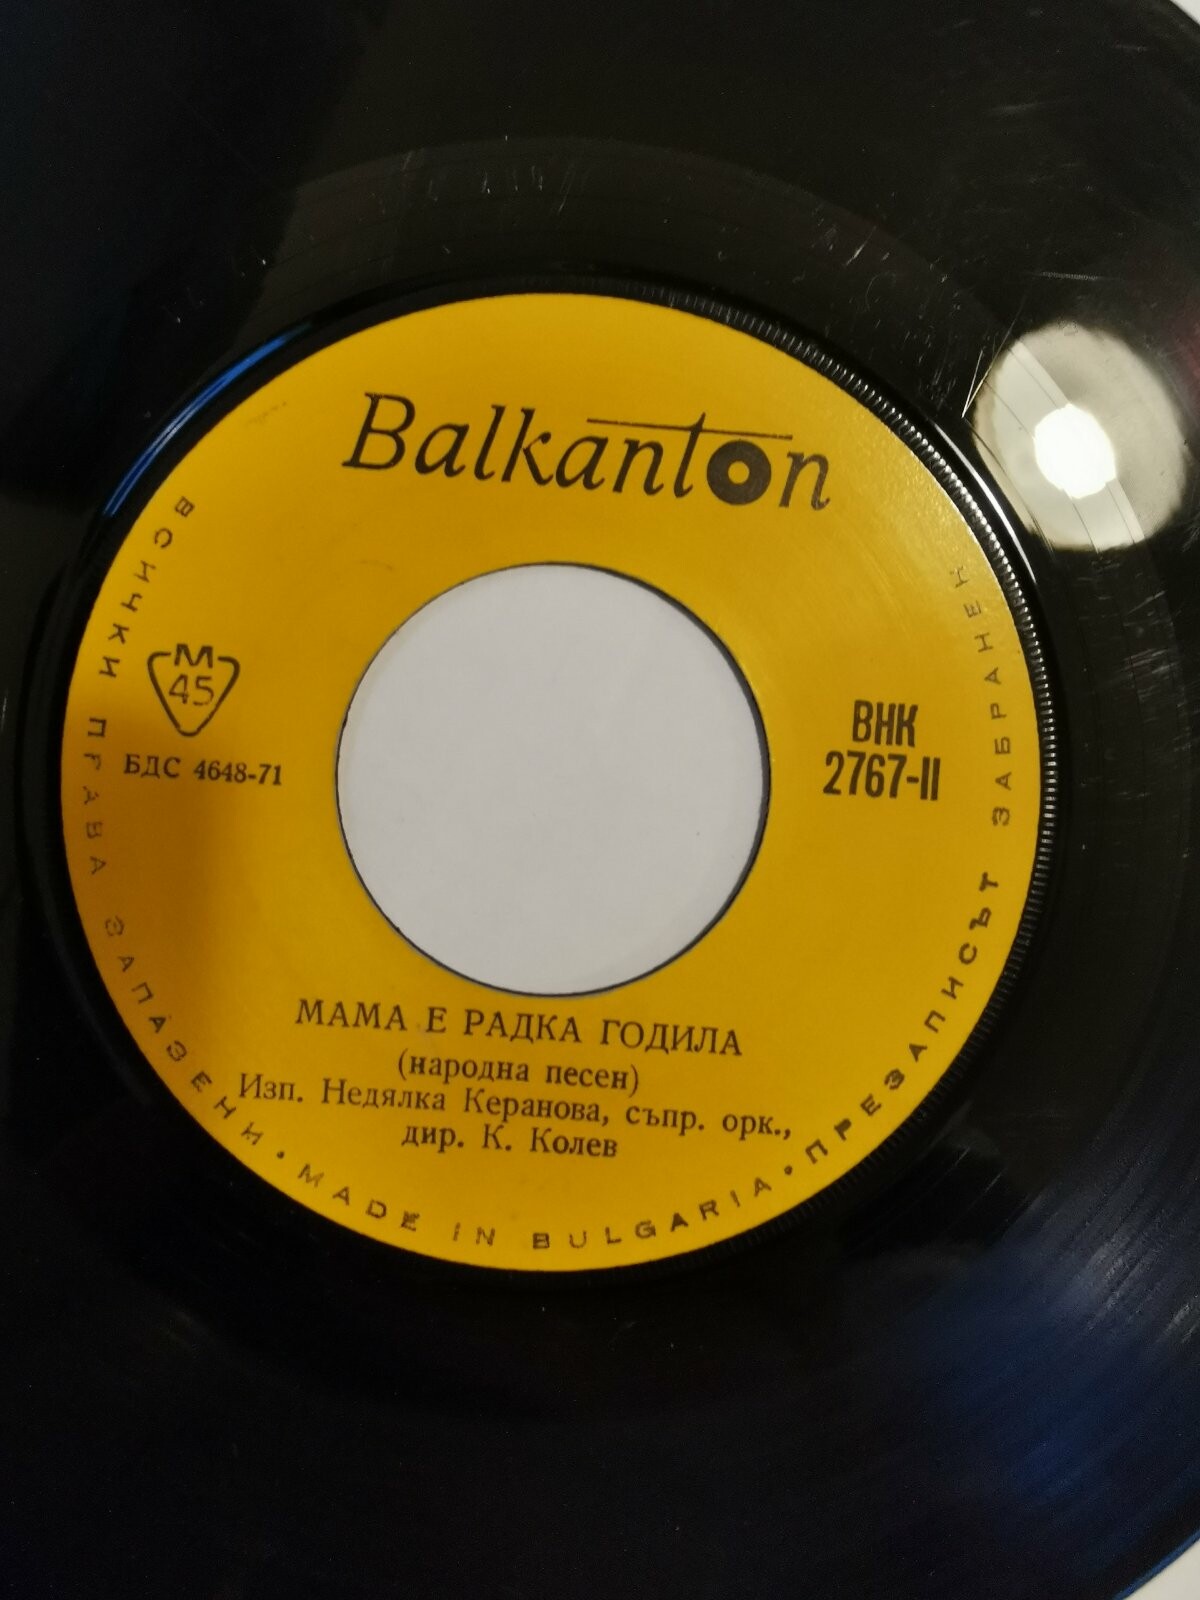 Balkanton
М
45
БДС 4648-71
ВНК
2767-II
МАМА Е РАДКА ГОДИЛА
(народна песен)
Изп. Недялка Керанова, съпр. орк.,
дир. К. Колев
ВСИЧКИ ПРАВА ЗАПАЗЕНИ • MADE IN BULGARIA • ПРЕЗАПИСЪТ ЗАБРАНЕН